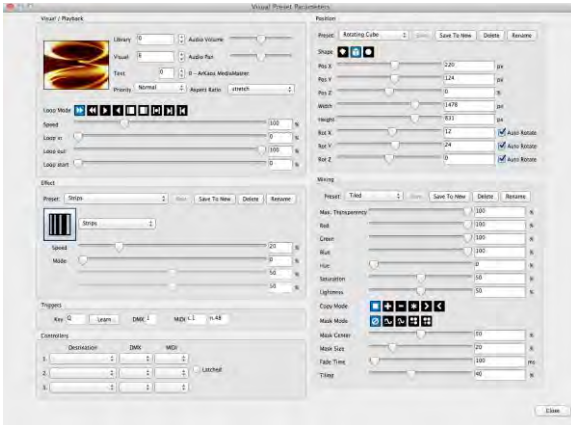 Visual Preset Parameters
Visual / Playback
Library 0 Audio Volume
Visual 6 Audio Pan
Text 0 0 - ArKaos MediaMaster
Priority Normal Aspect Ratio stretch
Loop Mode
Speed 100 %
Loop in 0 %
Loop out 100 %
Loop start 0 %
Effect
Preset Strips Save Save To New Delete Rename
Strips
Speed 20 %
Mode 0 %
50 %
50 %
Triggers
Key Q Learn DMX 1 MIDI c.1 n.48
Controllers
Destination DMX MIDI
1.
2. Latched
3.
Position
Preset Rotating Cube Save Save To New Delete Rename
Shape
Pos X 220 px
Pos Y 124 px
Pos Z 0 %
Width 1478 px
Height 831 px
Rot X 12 Auto Rotate
Rot Y 24 Auto Rotate
Rot Z 0 Auto Rotate
Mixing
Preset Tiled Save Save To New Delete Rename
Max. Transparency 100 %
Red 100 %
Green 100 %
Blue 100 %
Hue 0 %
Saturation 50 %
Lightness 50 %
Copy Mode
Mask Mode
Mask Center 50 %
Mask Size 20 %
Fade Time 100 ms
Tiling 40 %
Close